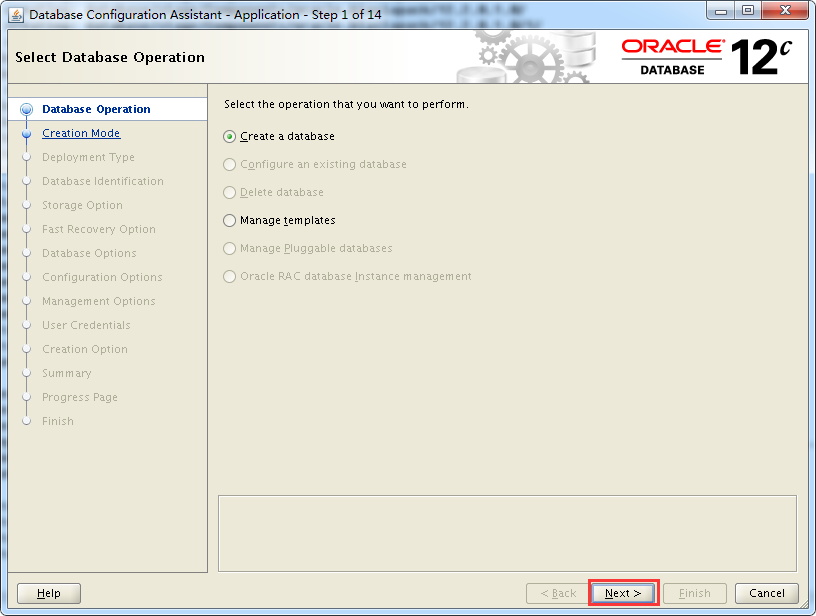 Database Configuration Assistant - Application - Step 1 of 14
Select Database Operation
ORACLE
DATABASE
12c
Database Operation
Creation Mode
Deployment Type
Database Identification
Storage Option
Fast Recovery Option
Database Options
Configuration Options
Management Options
User Credentials
Creation Option
Summary
Progress Page
Finish
Select the operation that you want to perform.
Create a database
Configure an existing database
Delete database
Manage templates
Manage Pluggable databases
Oracle RAC database Instance management
Help
< Back
Next >
Finish
Cancel